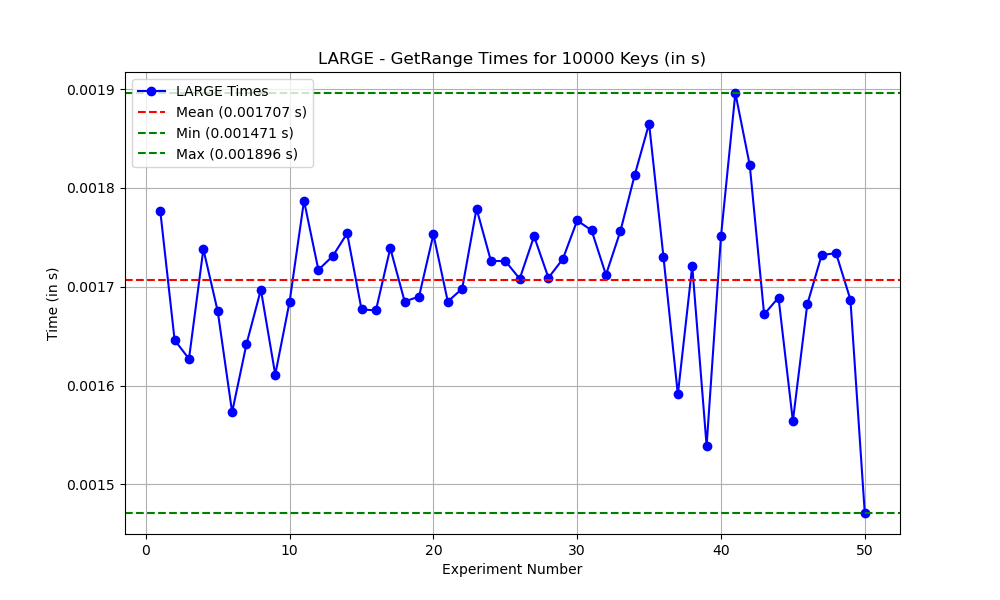 LARGE - GetRange Times for 10000 Keys (in s)
LARGE Times
Mean (0.001707 s)
Min (0.001471 s)
Max (0.001896 s)
Time (in s)
0.0019
0.0018
0.0017
0.0016
0.0015
0 10 20 30 40 50
Experiment Number